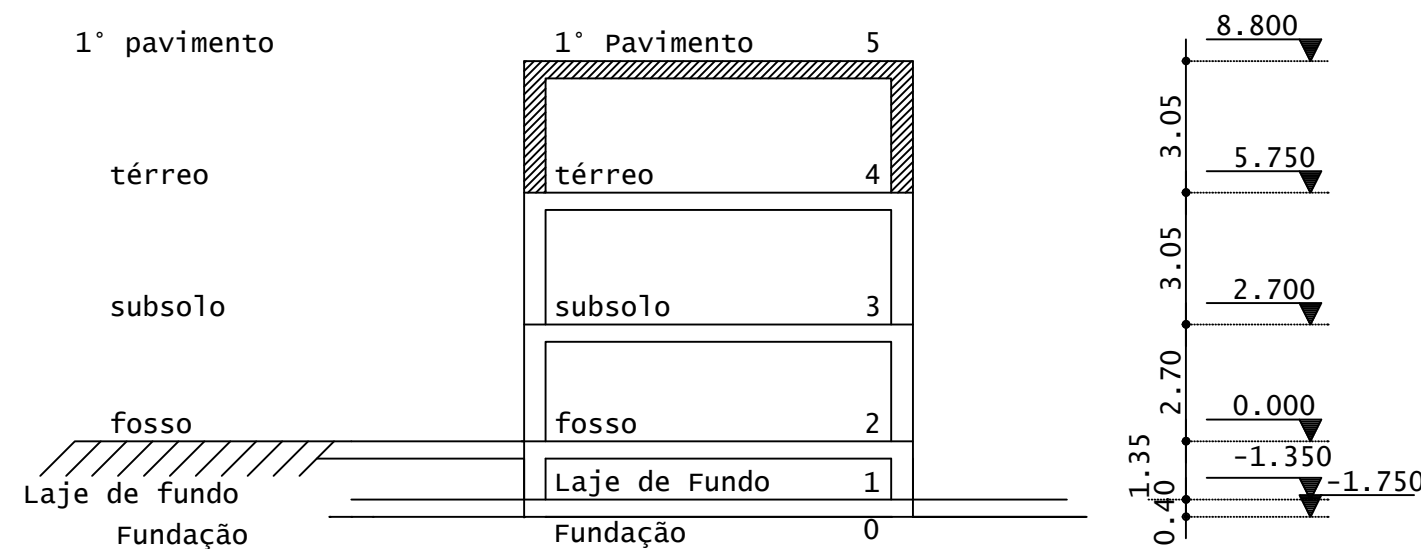 8.800
1° pavimento 1° Pavimento 5
3.05
5.750
térreo térreo 4
3.05
2.700
subsolo subsolo 3
2.70
0.000
fosso fosso 2
1.35
-1.350
Laje de fundo Laje de Fundo 1 -1.750
0.40
Fundação Fundação 0